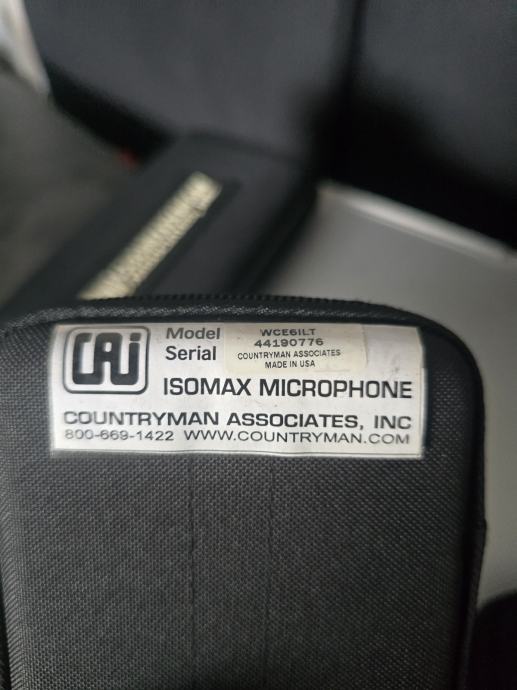 CAi
Model WCE6ILT
Serial 44190776
COUNTRYMAN ASSOCIATES
MADE IN USA
ISOMAX MICROPHONE
COUNTRYMAN ASSOCIATES, INC
800-669-1422 WWW.COUNTRYMAN.COM